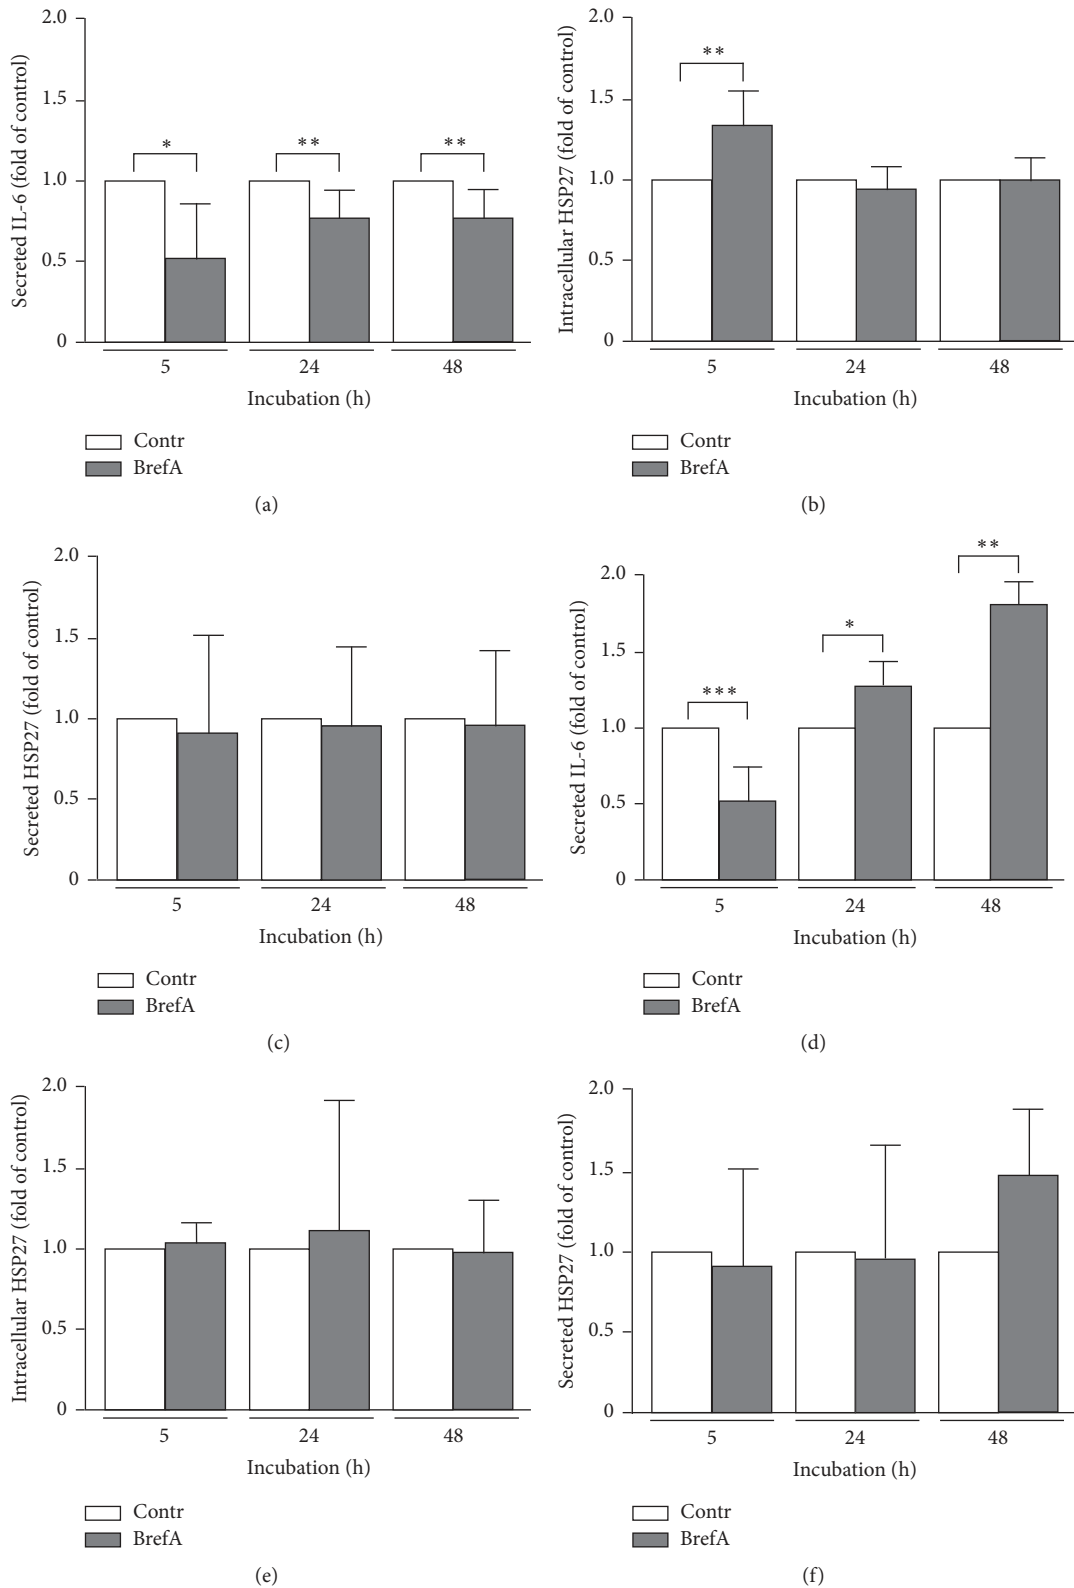 Secreted IL-6 (fold of control)
2.0
1.5
1.0
0.5
0
*
**
**
5
24
48
Incubation (h)
Contr
BrefA
(a)
Intracellular HSP27 (fold of control)
2.0
1.5
1.0
0.5
0
**
5
24
48
Incubation (h)
Contr
BrefA
(b)
Secreted HSP27 (fold of control)
2.0
1.5
1.0
0.5
0
5
24
48
Incubation (h)
Contr
BrefA
(c)
Secreted IL-6 (fold of control)
2.0
1.5
1.0
0.5
0
***
*
**
5
24
48
Incubation (h)
Contr
BrefA
(d)
Intracellular HSP27 (fold of control)
2.0
1.5
1.0
0.5
0
5
24
48
Incubation (h)
Contr
BrefA
(e)
Secreted HSP27 (fold of control)
2.0
1.5
1.0
0.5
0
5
24
48
Incubation (h)
Contr
BrefA
(f)